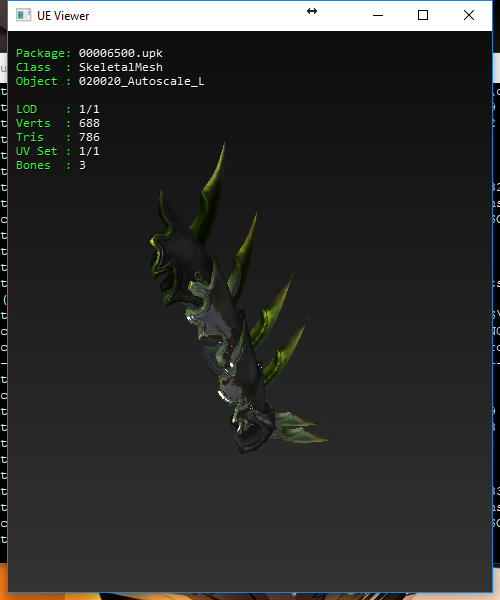 UE Viewer
Package: 00006500.upk
Class : SkeletalMesh
Object : 020020_Autoscale_L
LOD : 1/1
Verts : 688
Tris : 786
UV Set : 1/1
Bones : 3